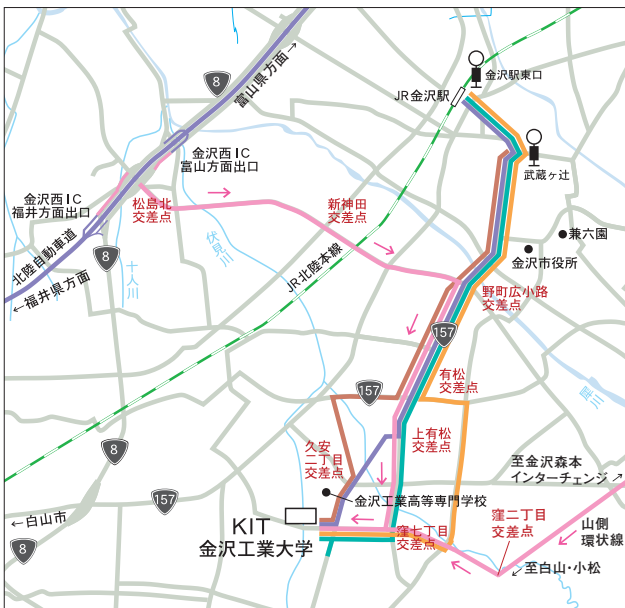 8
富山県方面→
金沢駅東口
JR金沢駅
武蔵ヶ辻
金沢西IC
富山方面出口
金沢西IC
福井方面出口
松島北
交差点
新神田
交差点
兼六園
金沢市役所
北陸自動車道
8
←福井県方面
十人川
伏見川
JR北陸本線
野町広小路
交差点
157
有松
交差点
犀川
157
上有松
交差点
久安
二丁目
交差点
8
157
←白山市
8
至金沢森本
インターチェンジ↗
金沢工業高等専門学校
KIT
金沢工業大学
窪七丁目
交差点
窪二丁目
交差点
山側
環状線
↙至白山・小松